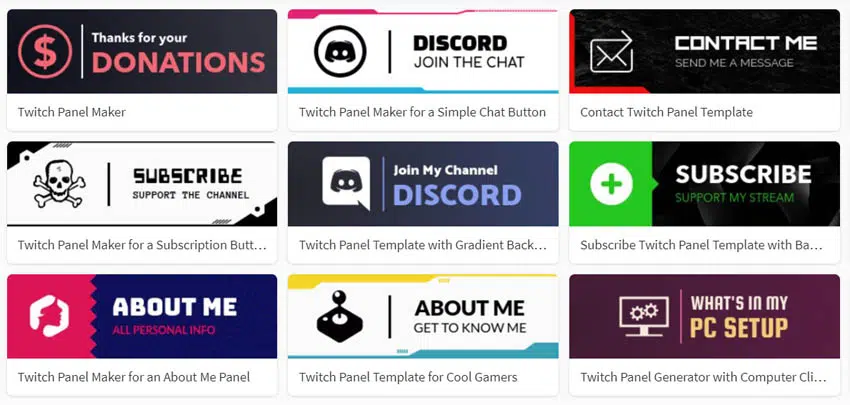 Thanks for your
DONATIONS
Twitch Panel Maker
DISCORD
JOIN THE CHAT
Twitch Panel Maker for a Simple Chat Button
CONTACT ME
SEND ME A MESSAGE
Contact Twitch Panel Template
SUBSCRIBE
SUPPORT THE CHANNEL
Twitch Panel Maker for a Subscription Butt...
Join My Channel
DISCORD
Twitch Panel Template with Gradient Back...
SUBSCRIBE
SUPPORT MY STREAM
Subscribe Twitch Panel Template with Ba...
ABOUT ME
ALL PERSONAL INFO
Twitch Panel Maker for an About Me Panel
ABOUT ME
GET TO KNOW ME
Twitch Panel Template for Cool Gamers
WHAT'S IN MY
PC SETUP
Twitch Panel Generator with Computer Cli...